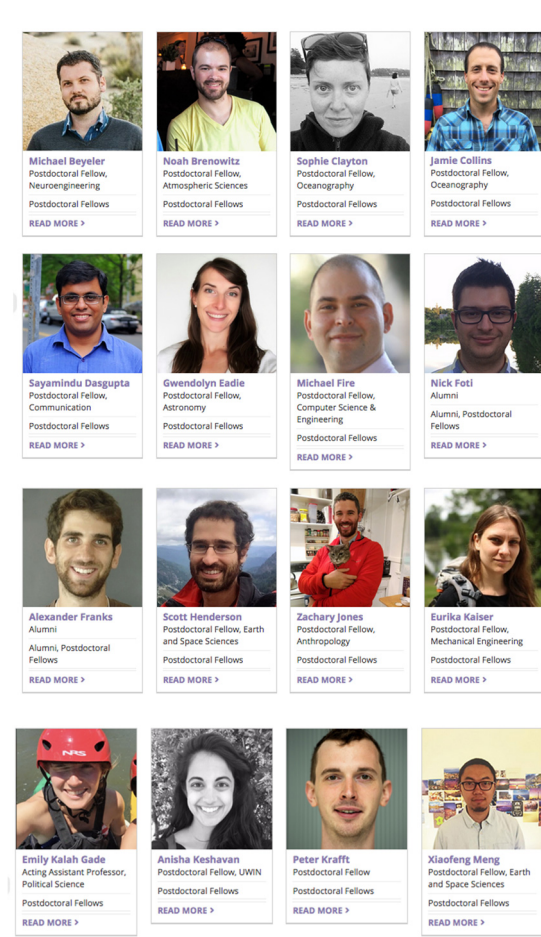 Michael Beyeler
Postdoctoral Fellow,
Neuroengineering
Postdoctoral Fellows
READ MORE >
Noah Brenowitz
Postdoctoral Fellow,
Atmospheric Sciences
Postdoctoral Fellows
READ MORE >
Sophie Clayton
Postdoctoral Fellow,
Oceanography
Postdoctoral Fellows
READ MORE >
Jamie Collins
Postdoctoral Fellow,
Oceanography
Postdoctoral Fellows
READ MORE >
Sayamindu Dasgupta
Postdoctoral Fellow,
Communication
Postdoctoral Fellows
READ MORE >
Gwendolyn Eadie
Postdoctoral Fellow,
Astronomy
Postdoctoral Fellows
READ MORE >
Michael Fire
Postdoctoral Fellow,
Computer Science &
Engineering
Postdoctoral Fellows
READ MORE >
Nick Foti
Alumni
Alumni, Postdoctoral
Fellows
READ MORE >
Alexander Franks
Alumni
Alumni, Postdoctoral
Fellows
READ MORE >
Scott Henderson
Postdoctoral Fellow, Earth
and Space Sciences
Postdoctoral Fellows
READ MORE >
Zachary Jones
Postdoctoral Fellow,
Anthropology
Postdoctoral Fellows
READ MORE >
Eurika Kaiser
Postdoctoral Fellow,
Mechanical Engineering
Postdoctoral Fellows
READ MORE >
NRS
Emily Kalah Gade
Acting Assistant Professor,
Political Science
Postdoctoral Fellows
READ MORE >
Anisha Keshavan
Postdoctoral Fellow, UWIN
Postdoctoral Fellows
READ MORE >
Peter Krafft
Postdoctoral Fellow
Postdoctoral Fellows
READ MORE >
Xiaofeng Meng
Postdoctoral Fellow, Earth
and Space Sciences
Postdoctoral Fellows
READ MORE >